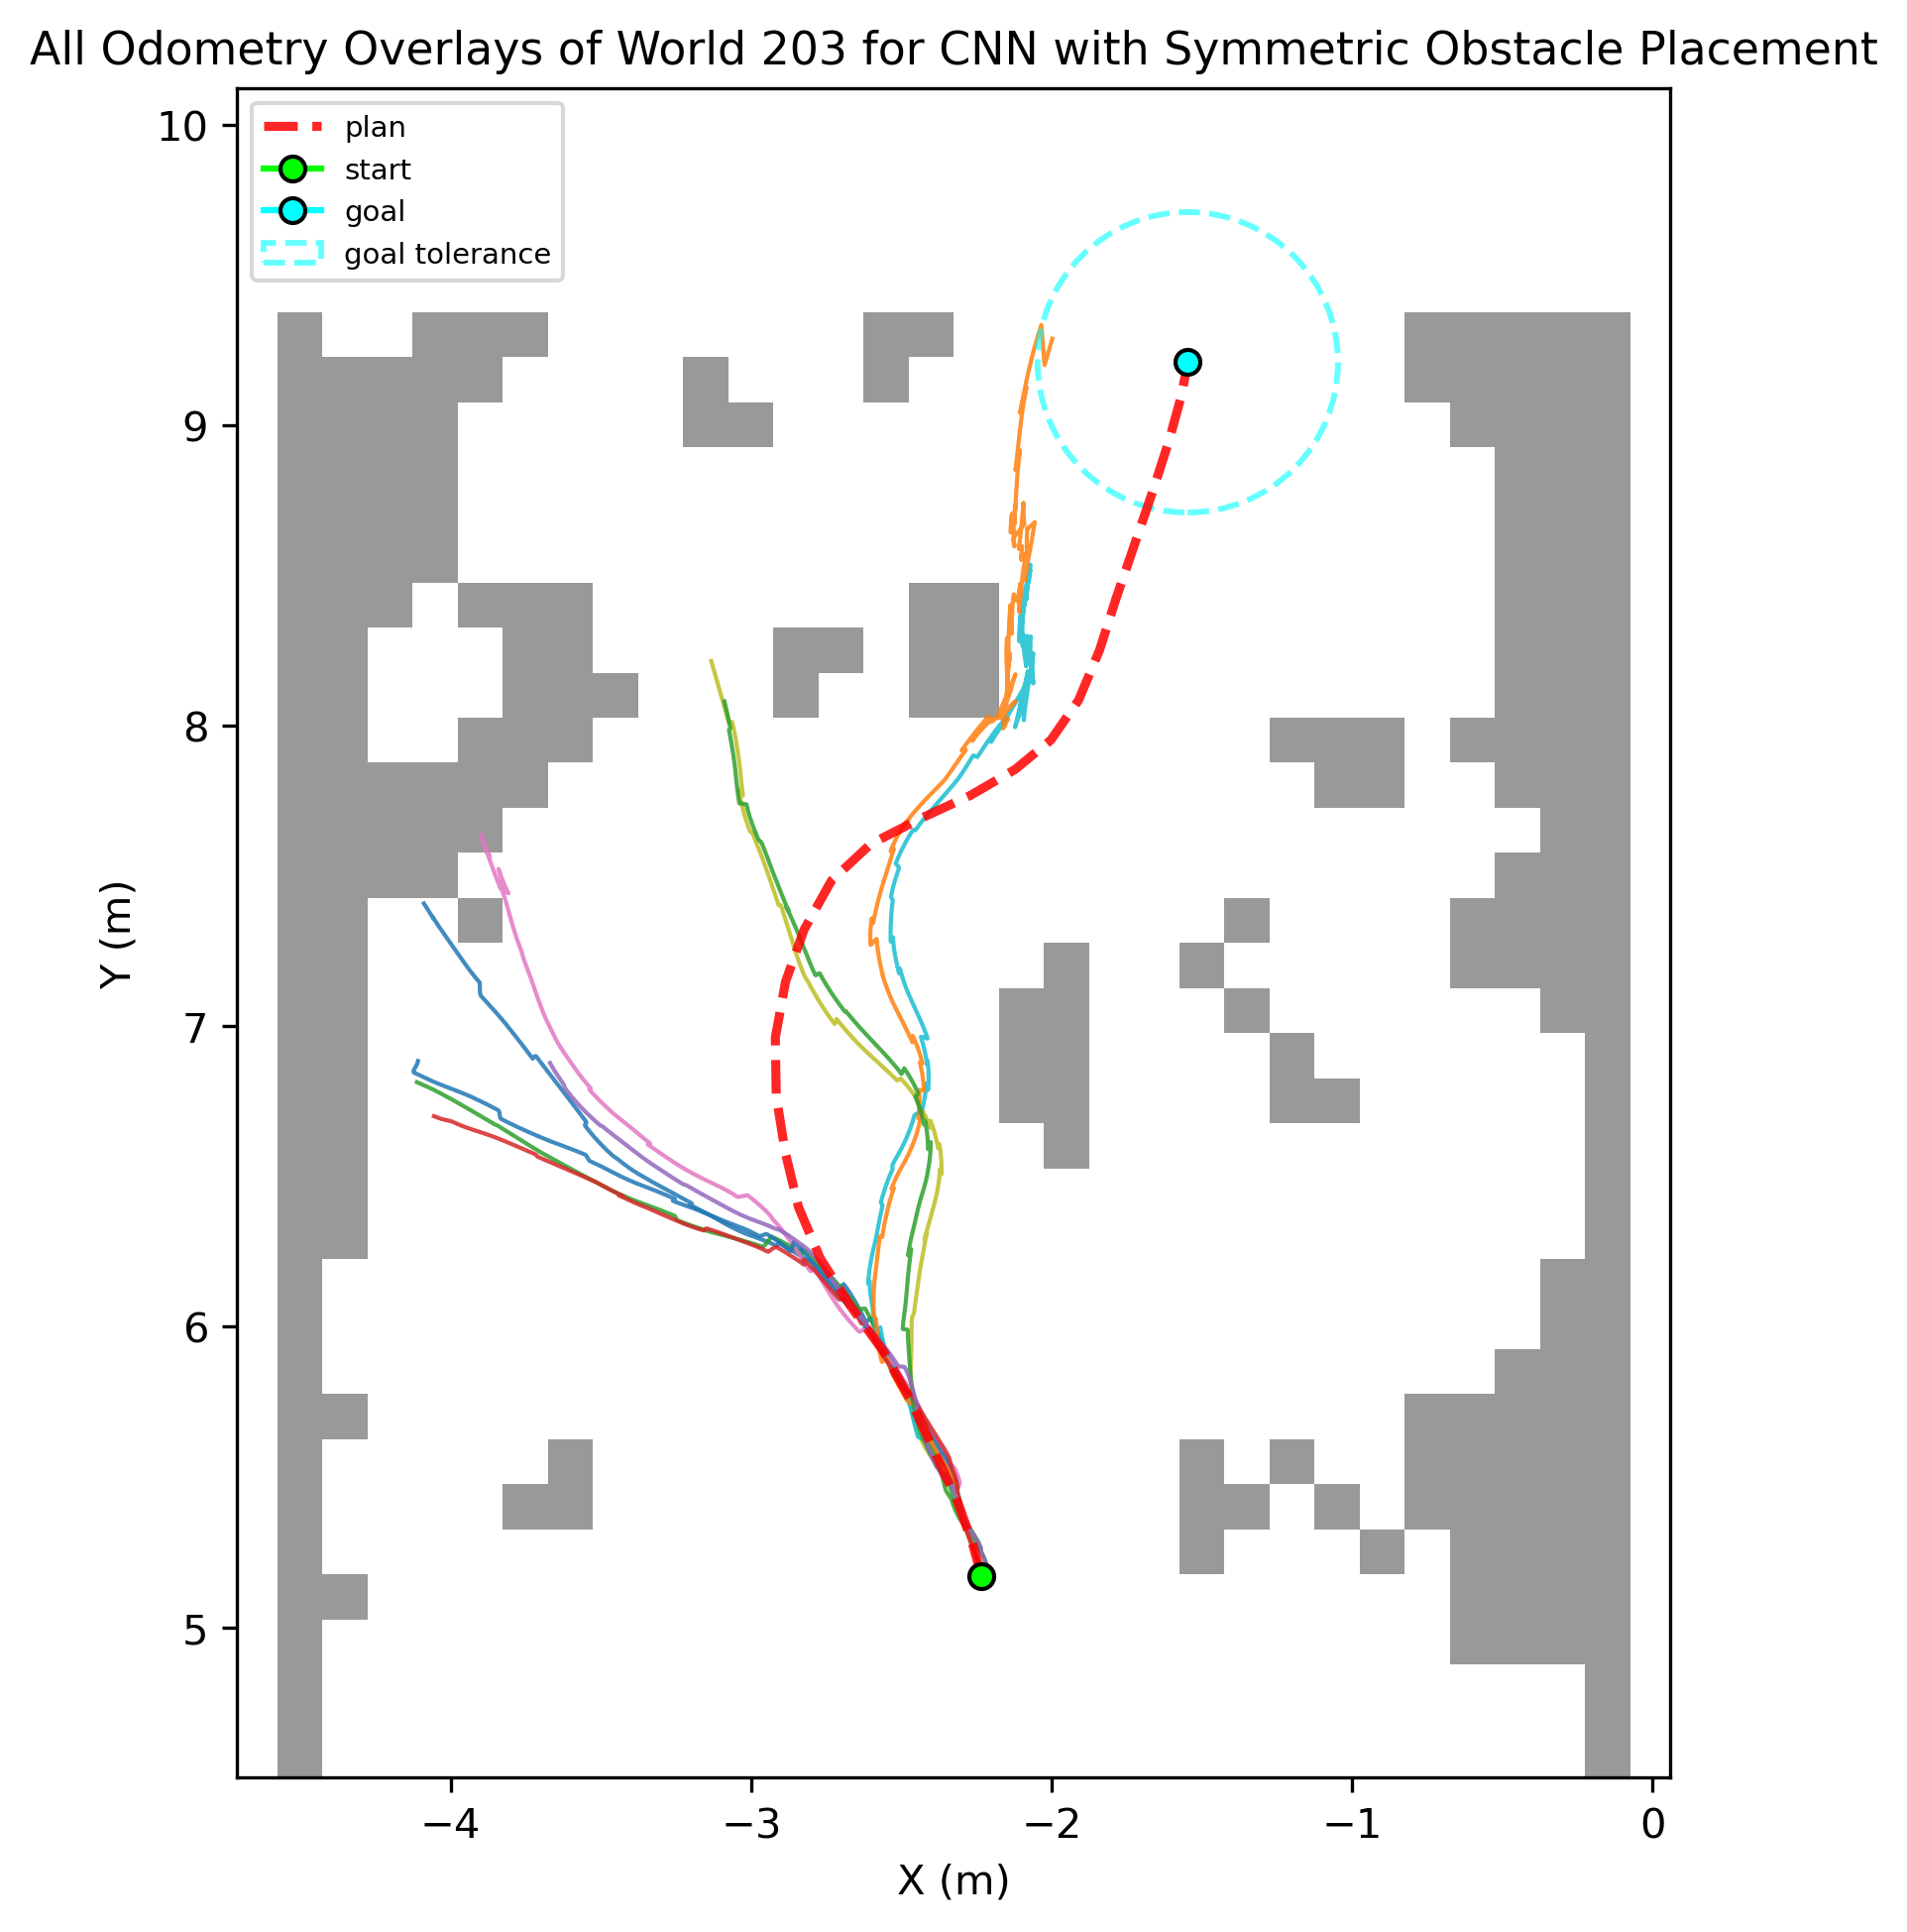 All Odometry Overlays of World 203 for CNN with Symmetric Obstacle Placement
plan
start
goal
goal tolerance
10
9
8
7
6
5
Y (m)
−4
−3
−2
−1
0
X (m)